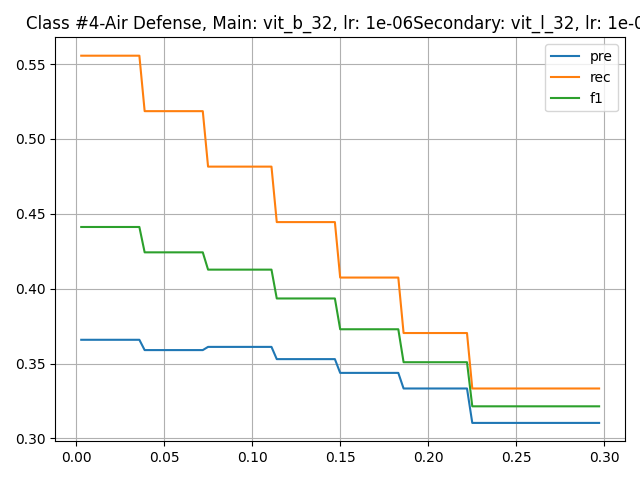 Class #4-Air Defense, Main: vit_b_32, lr: 1e-06Secondary: vit_l_32, lr: 1e-0
0.55
0.50
0.45
0.40
0.35
0.30
pre
rec
f1
0.00 0.05 0.10 0.15 0.20 0.25 0.30